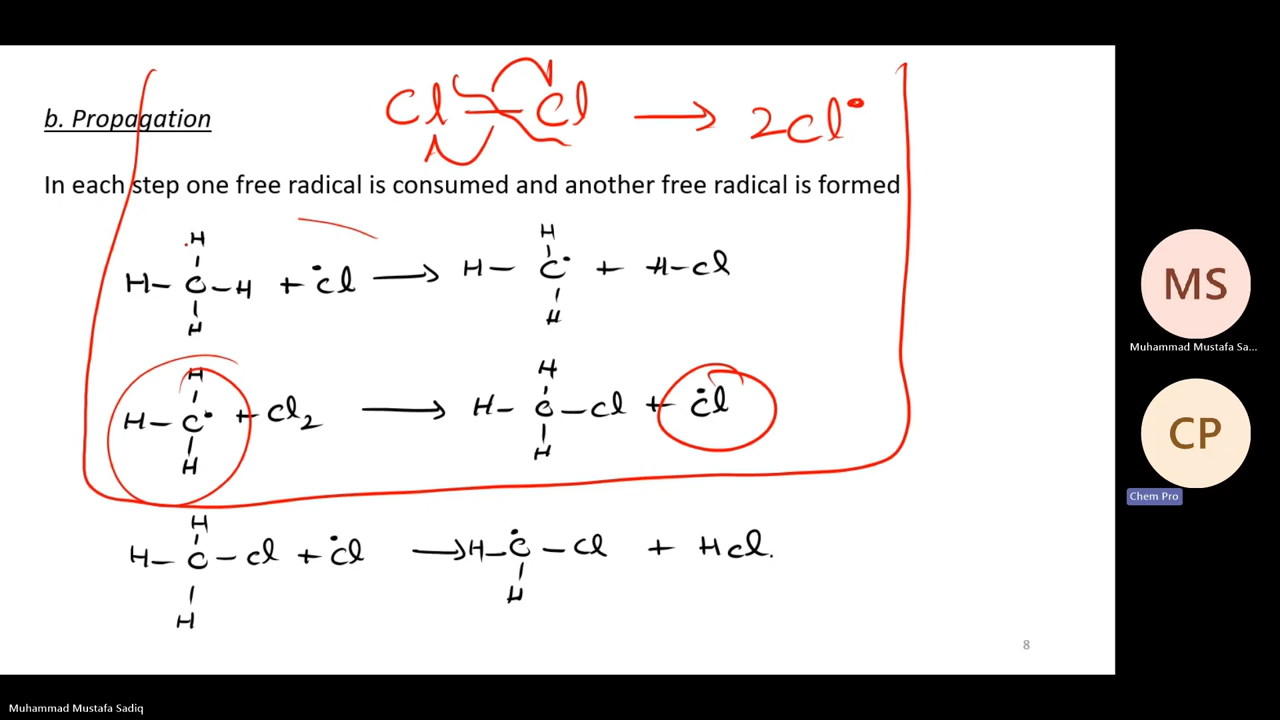 Cl — Cl → 2Cl•
b. Propagation
In each step one free radical is consumed and another free radical is formed
H
H
H – C – H + •Cl → H – C• + H–Cl
H
H
H
H
H – C• + Cl2 → H – C – Cl + •Cl
H
H
H
H – C – Cl + •Cl → H – C• – Cl + HCl.
H
H
8
MS
Muhammad Mustafa Sa...
CP
Chem Pro
Muhammad Mustafa Sadiq